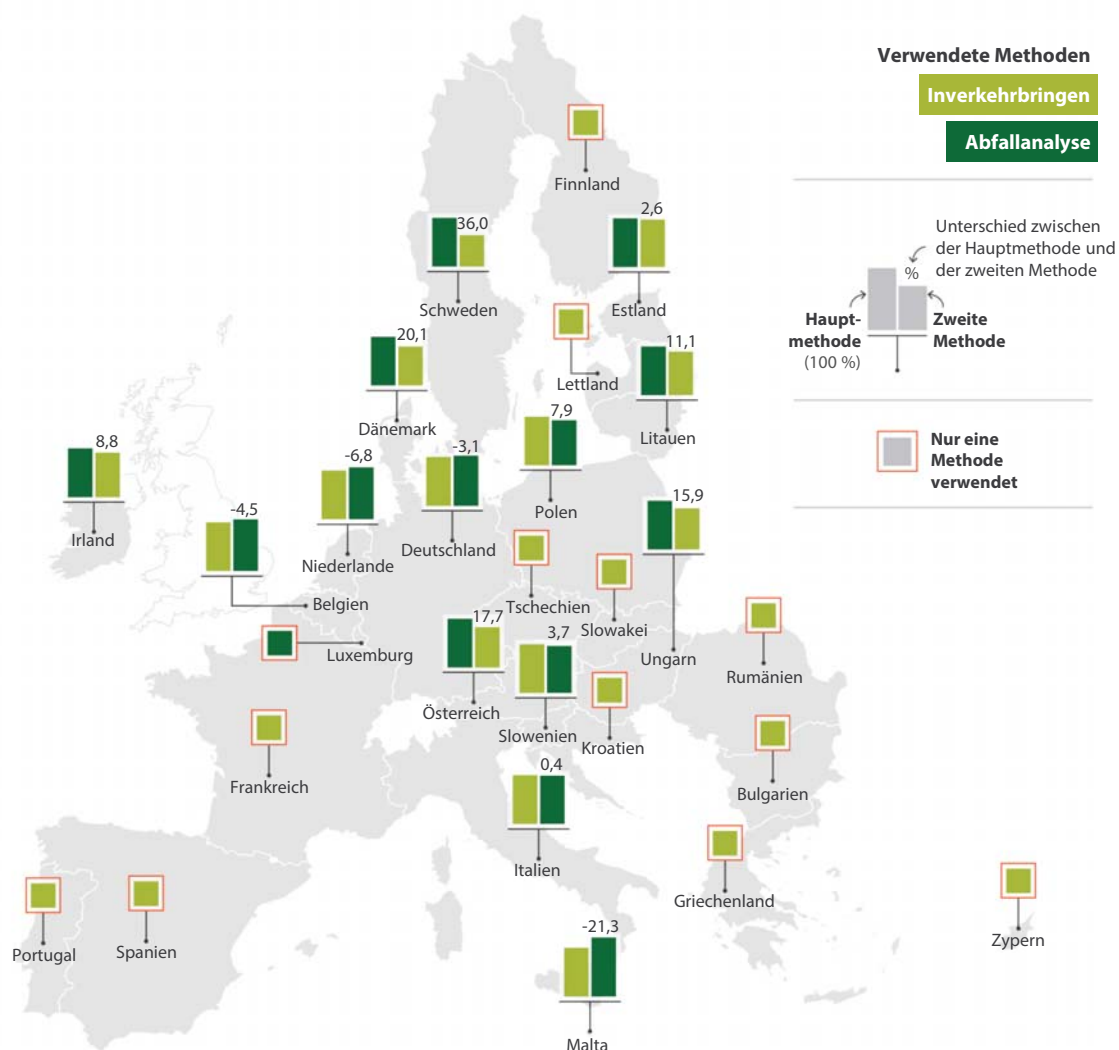 Verwendete Methoden
Inverkehrbringen
Abfallanalyse
Unterschied zwischen
der Hauptmethode und
der zweiten Methode
%
Haupt-
methode
(100 %)
Zweite
Methode
Nur eine
Methode
verwendet
Finnland
36,0
Schweden
2,6
Estland
Lettland
20,1
Dänemark
11,1
Litauen
7,9
Polen
8,8
Irland
-6,8
Niederlande
-3,1
Deutschland
-4,5
Belgien
15,9
Ungarn
Tschechien
Slowakei
Luxemburg
17,7
Österreich
3,7
Slowenien
Kroatien
Rumänien
Frankreich
Bulgarien
0,4
Italien
Griechenland
Portugal
Spanien
Zypern
-21,3
Malta